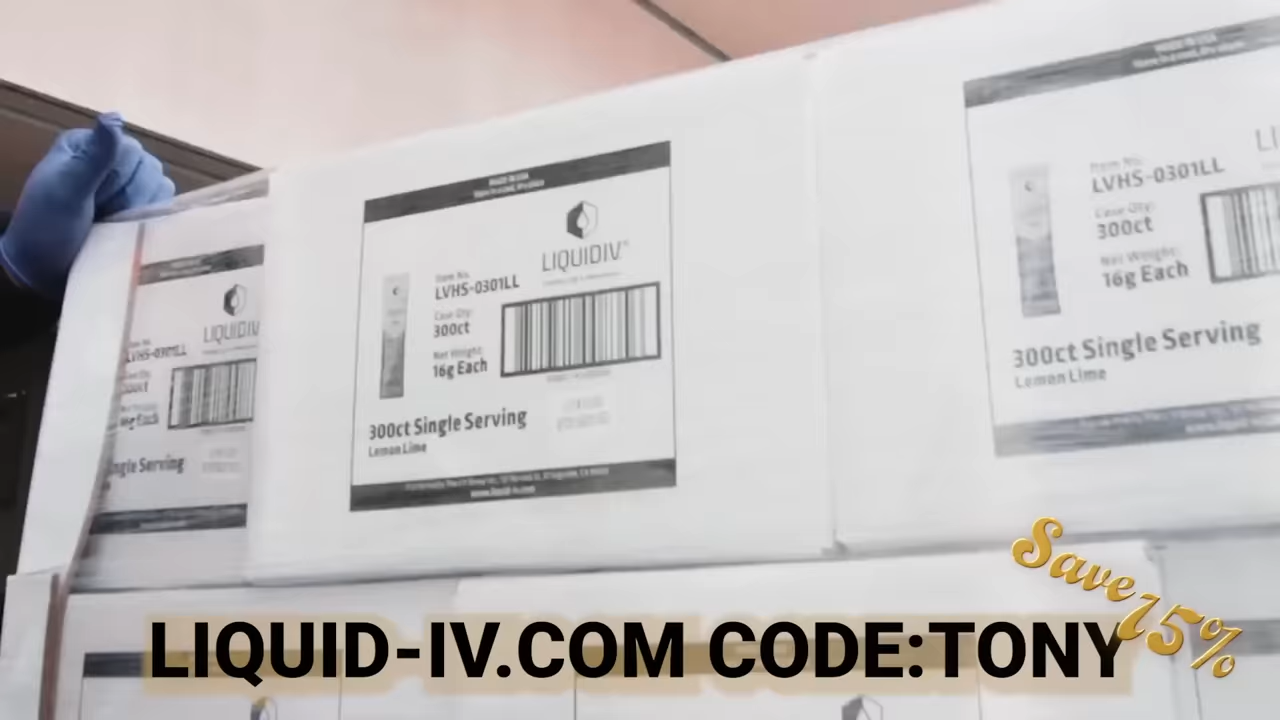 LIQUIDIV
Item No.
LVHS-0301LL
Case Qty:
300ct
Net Weight:
16g Each
300ct Single Serving
Lemon Lime
LIQUIDIV
LVHS-0301LL
Serving
Item No.
LVHS-0301LL
Case Qty:
300ct
Net Weight:
16g Each
300ct Single Serving
Lemon Lime
Save 15%
LIQUID-IV.COM CODE:TONY